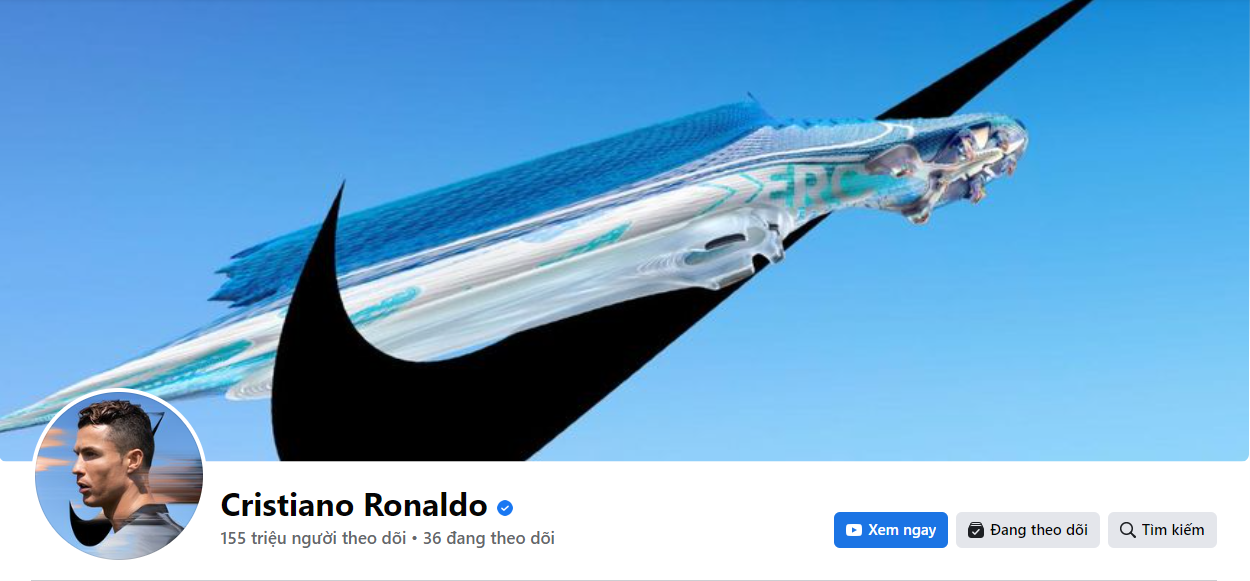 ERC
Cristiano Ronaldo
155 triệu người theo dõi • 36 đang theo dõi
Xem ngay
Đang theo dõi
Tìm kiếm